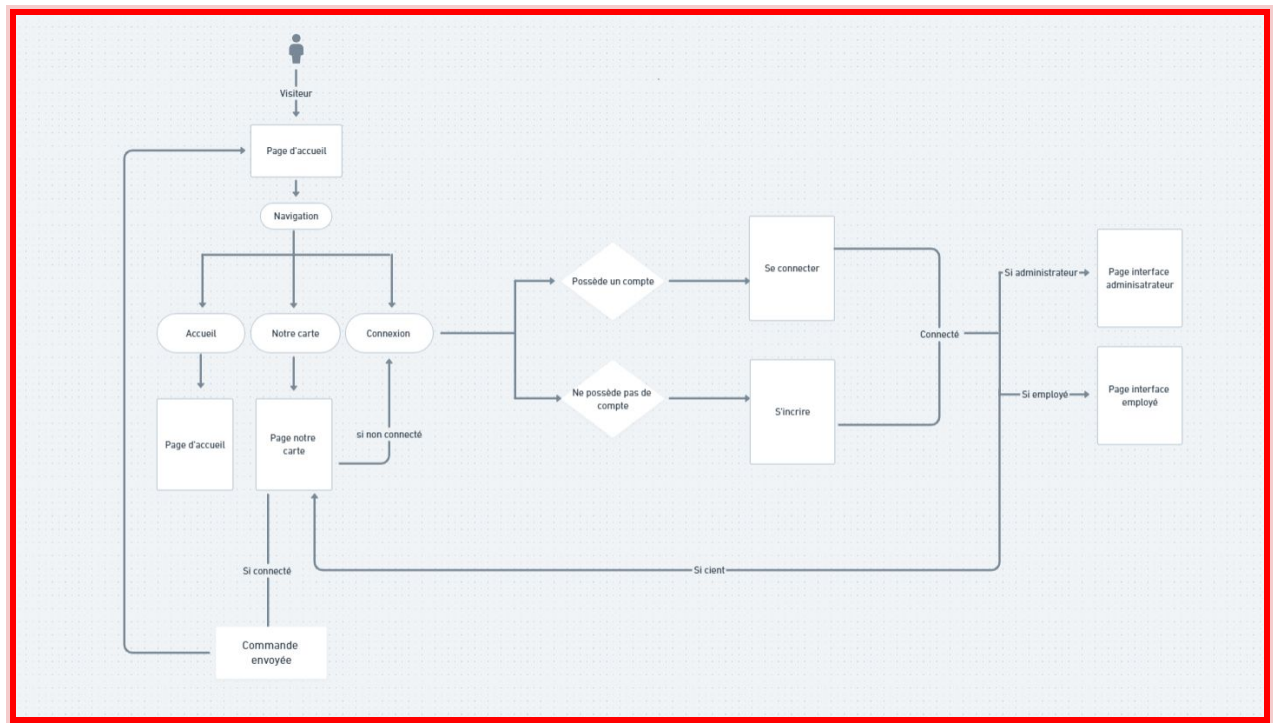 Visiteur
Page d'accueil
Navigation
Accueil
Notre carte
Connexion
Page d'accueil
Page notre
carte
si non connecté
Si connecté
Commande
envoyée
Possède un compte
Ne possède pas de
compte
Se connecter
S'incrire
Connecté
Si administrateur
Page interface
adminisatrateur
Si employé
Page interface
employé
Si cient